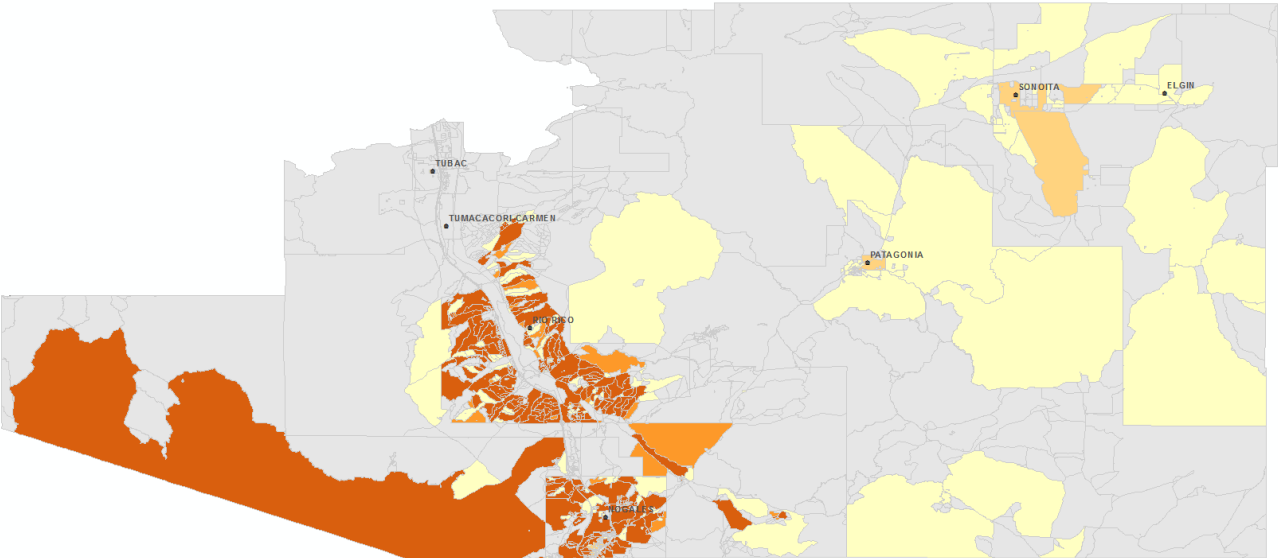 SONOITA
ELGIN
TUBAC
TUMACACORI-CARMEN
PATAGONIA
RIO RICO
NOGALES